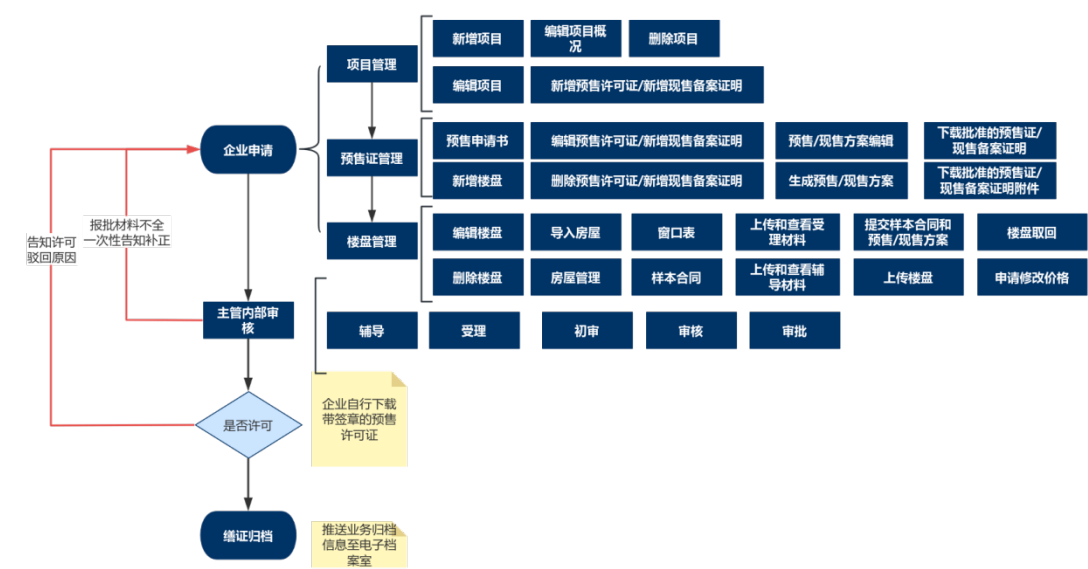 新增项目
编辑项目概
况
删除项目
项目管理
编辑项目
新增预售许可证/新增现售备案证明
企业申请
预售证管理
预售申请书
编辑预售许可证/新增现售备案证明
预售/现售方案编辑
下载批准的预售证/
现售备案证明
新增楼盘
删除预售许可证/新增现售备案证明
生成预售/现售方案
下载批准的预售证/
现售备案证明附件
楼盘管理
编辑楼盘
导入房屋
窗口表
上传和查看受
理材料
提交样本合同和
预售/现售方案
楼盘取回
删除楼盘
房屋管理
样本合同
上传和查看辅
导材料
上传楼盘
申请修改价格
报批材料不全
一次性告知补正
告知许可
驳回原因
主管内部审
核
辅导
受理
初审
审核
审批
是否许可
企业自行下载
带签章的预售
许可证
缮证归档
推送业务归档
信息至电子档
案室